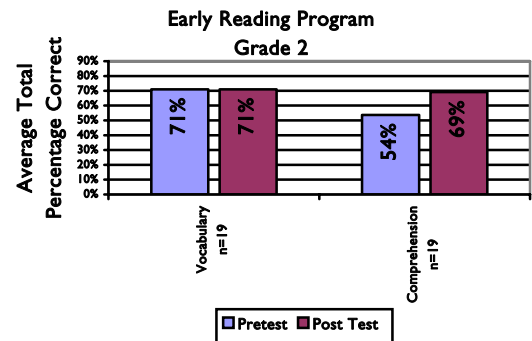 Early Reading Program
Grade 2
Average Total
Percentage Correct
90%
80%
70%
60%
50%
40%
30%
20%
10%
0%
71%
71%
54%
69%
Vocabulary
n=19
Comprehension
n=19
Pretest
Post Test